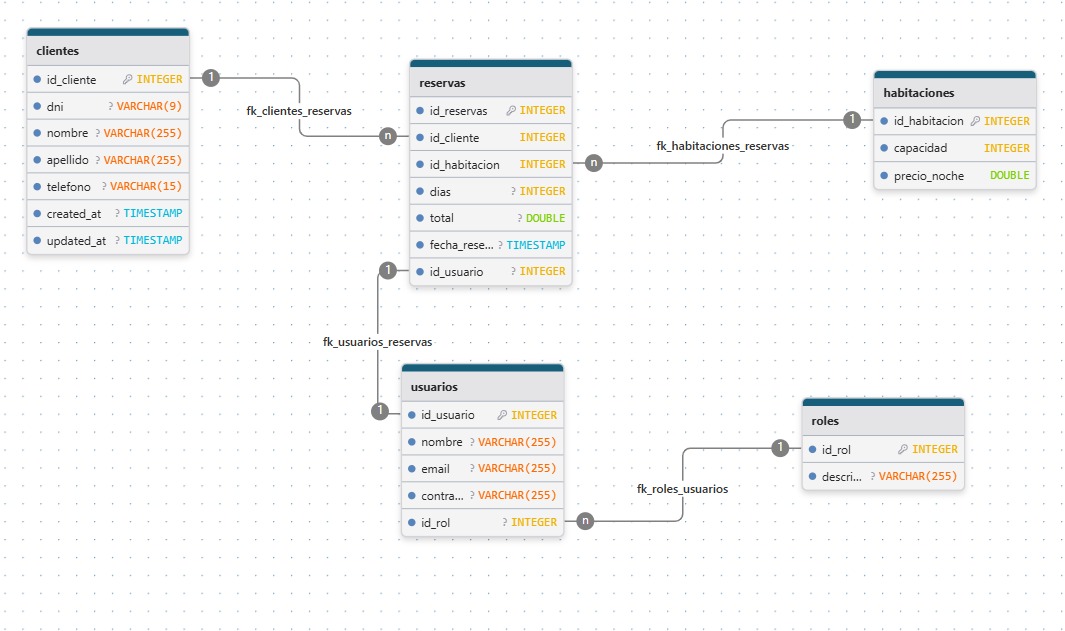 clientes
id_cliente INTEGER
dni ? VARCHAR(9)
nombre ? VARCHAR(255)
apellido ? VARCHAR(255)
telefono ? VARCHAR(15)
created_at ? TIMESTAMP
updated_at ? TIMESTAMP
1
fk_clientes_reservas
n
reservas
id_reservas INTEGER
id_cliente INTEGER
id_habitacion INTEGER
dias ? INTEGER
total ? DOUBLE
fecha_rese... ? TIMESTAMP
id_usuario ? INTEGER
n
fk_habitaciones_reservas
1
habitaciones
id_habitacion INTEGER
capacidad INTEGER
precio_noche DOUBLE
1
fk_usuarios_reservas
1
usuarios
id_usuario INTEGER
nombre ? VARCHAR(255)
email ? VARCHAR(255)
contra... ? VARCHAR(255)
id_rol ? INTEGER
n
fk_roles_usuarios
1
roles
id_rol INTEGER
descri... ? VARCHAR(255)